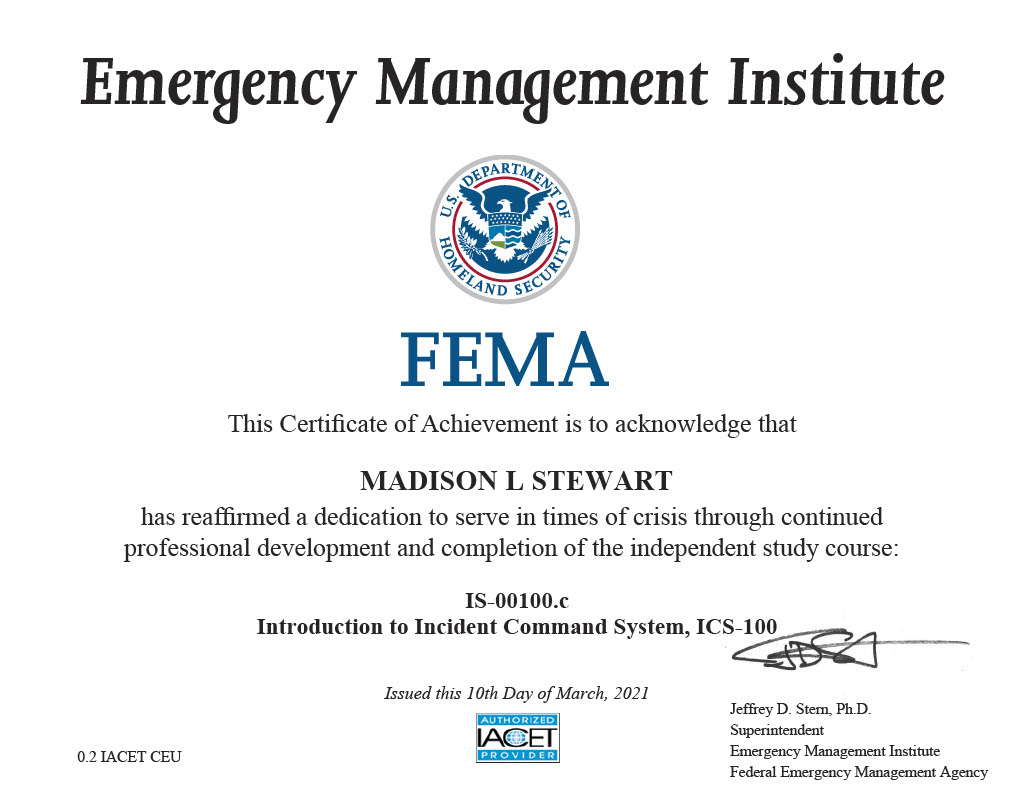 Emergency Management Institute
U.S. DEPARTMENT OF
HOMELAND SECURITY
FEMA
This Certificate of Achievement is to acknowledge that
MADISON L STEWART
has reaffirmed a dedication to serve in times of crisis through continued
professional development and completion of the independent study course:
IS-00100.c
Introduction to Incident Command System, ICS-100
Issued this 10th Day of March, 2021
AUTHORIZED
IACET
PROVIDER
0.2 IACET CEU
Jeffrey D. Stern, Ph.D.
Superintendent
Emergency Management Institute
Federal Emergency Management Agency